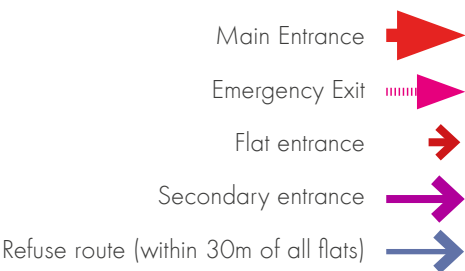 Main Entrance
Emergency Exit
Flat entrance
Secondary entrance
Refuse route (within 30m of all flats)